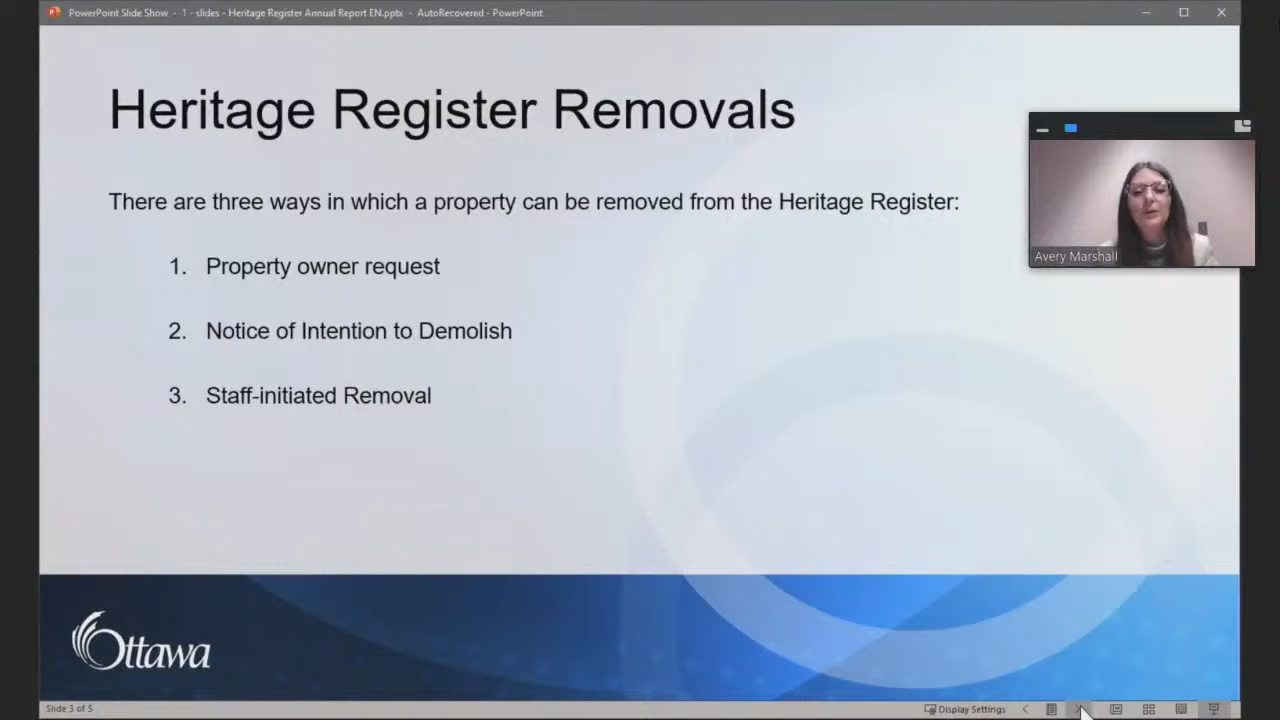 PowerPoint Slide Show - 1 - slides - Heritage Register Annual Report EN.pptx - AutoRecovered - PowerPoint
Heritage Register Removals
There are three ways in which a property can be removed from the Heritage Register:
1. Property owner request
2. Notice of Intention to Demolish
3. Staff-initiated Removal
Avery Marshall
Ottawa
Slide 3 of 5
Display Settings